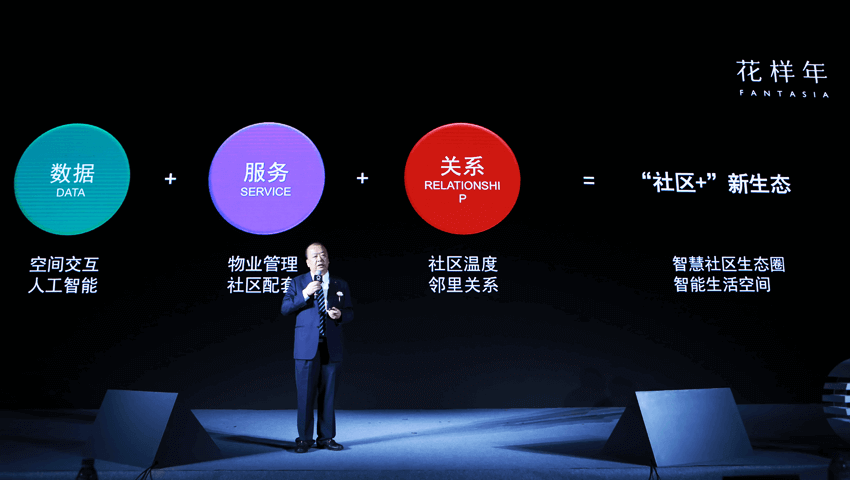 花样年
FANTASIA
数据
DATA
+
服务
SERVICE
+
关系
RELATIONSHI
P
=
“社区+”新生态
空间交互
人工智能
物业管理
社区配套
社区温度
邻里关系
智慧社区生态圈
智能生活空间